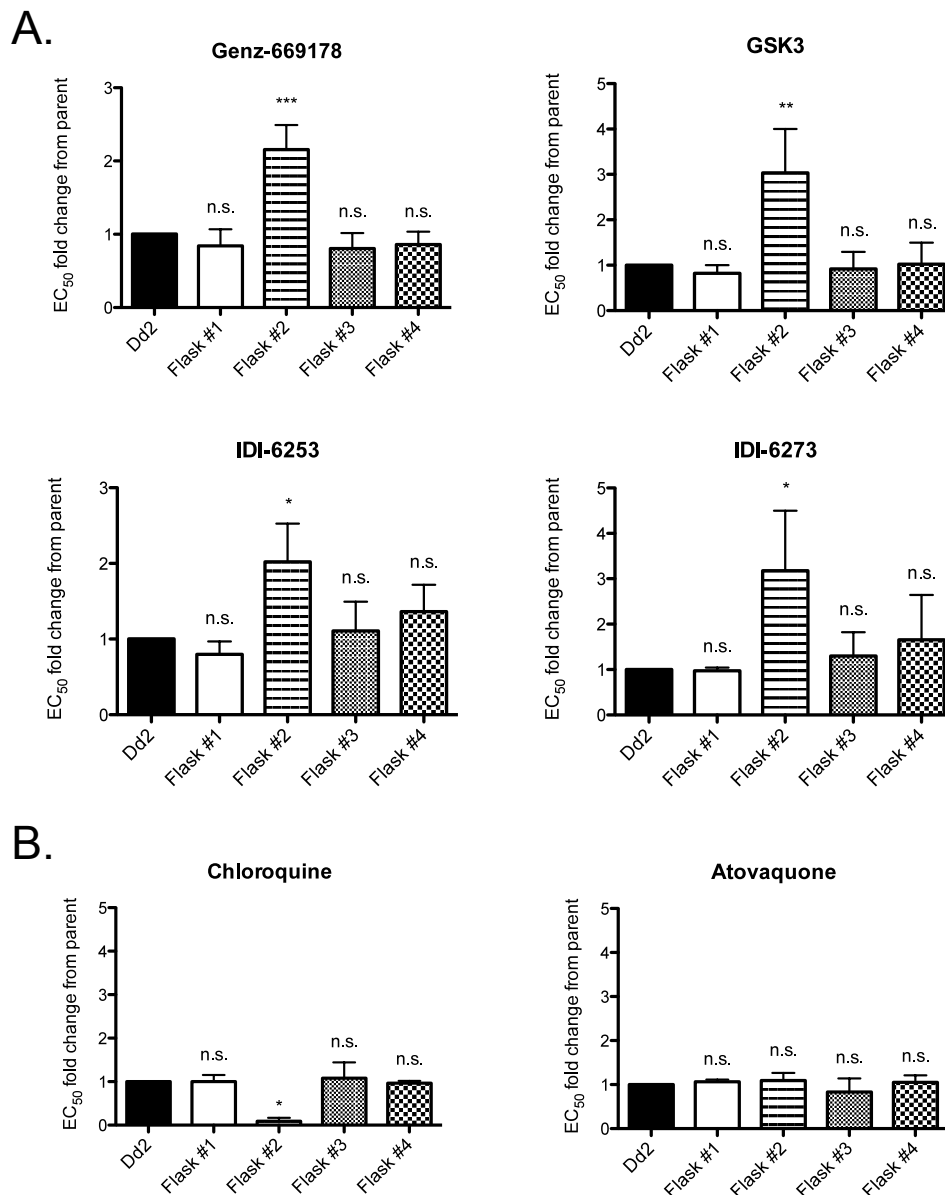 A.
Genz-669178
EC50 fold change from parent
3
2
1
0
***
n.s.
n.s.
n.s.
Dd2
Flask #1
Flask #2
Flask #3
Flask #4
GSK3
EC50 fold change from parent
5
4
3
2
1
0
**
n.s.
n.s.
n.s.
Dd2
Flask #1
Flask #2
Flask #3
Flask #4
IDI-6253
EC50 fold change from parent
3
2
1
0
*
n.s.
n.s.
n.s.
Dd2
Flask #1
Flask #2
Flask #3
Flask #4
IDI-6273
EC50 fold change from parent
5
4
3
2
1
0
*
n.s.
n.s.
n.s.
Dd2
Flask #1
Flask #2
Flask #3
Flask #4
B.
Chloroquine
EC50 fold change from parent
5
4
3
2
1
0
n.s.
*
n.s.
n.s.
Dd2
Flask #1
Flask #2
Flask #3
Flask #4
Atovaquone
EC50 fold change from parent
5
4
3
2
1
0
n.s.
n.s.
n.s.
n.s.
Dd2
Flask #1
Flask #2
Flask #3
Flask #4